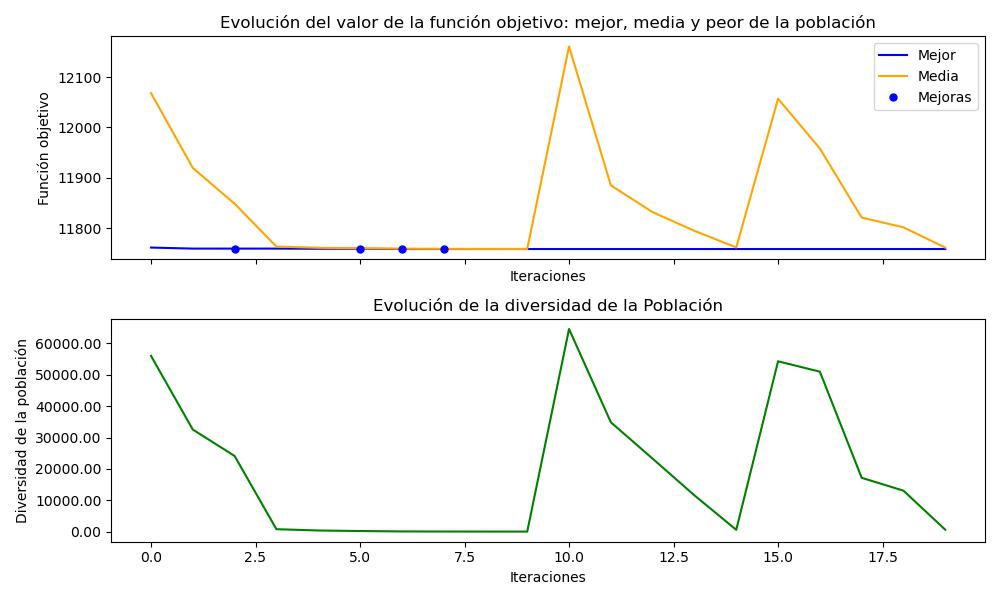 Evolución del valor de la función objetivo: mejor, media y peor de la población
Función objetivo
12100
12000
11900
11800
Mejor
Media
Mejoras
Iteraciones
Evolución de la diversidad de la Población
Diversidad de la población
60000.00
50000.00
40000.00
30000.00
20000.00
10000.00
0.00
0.0 2.5 5.0 7.5 10.0 12.5 15.0 17.5
Iteraciones